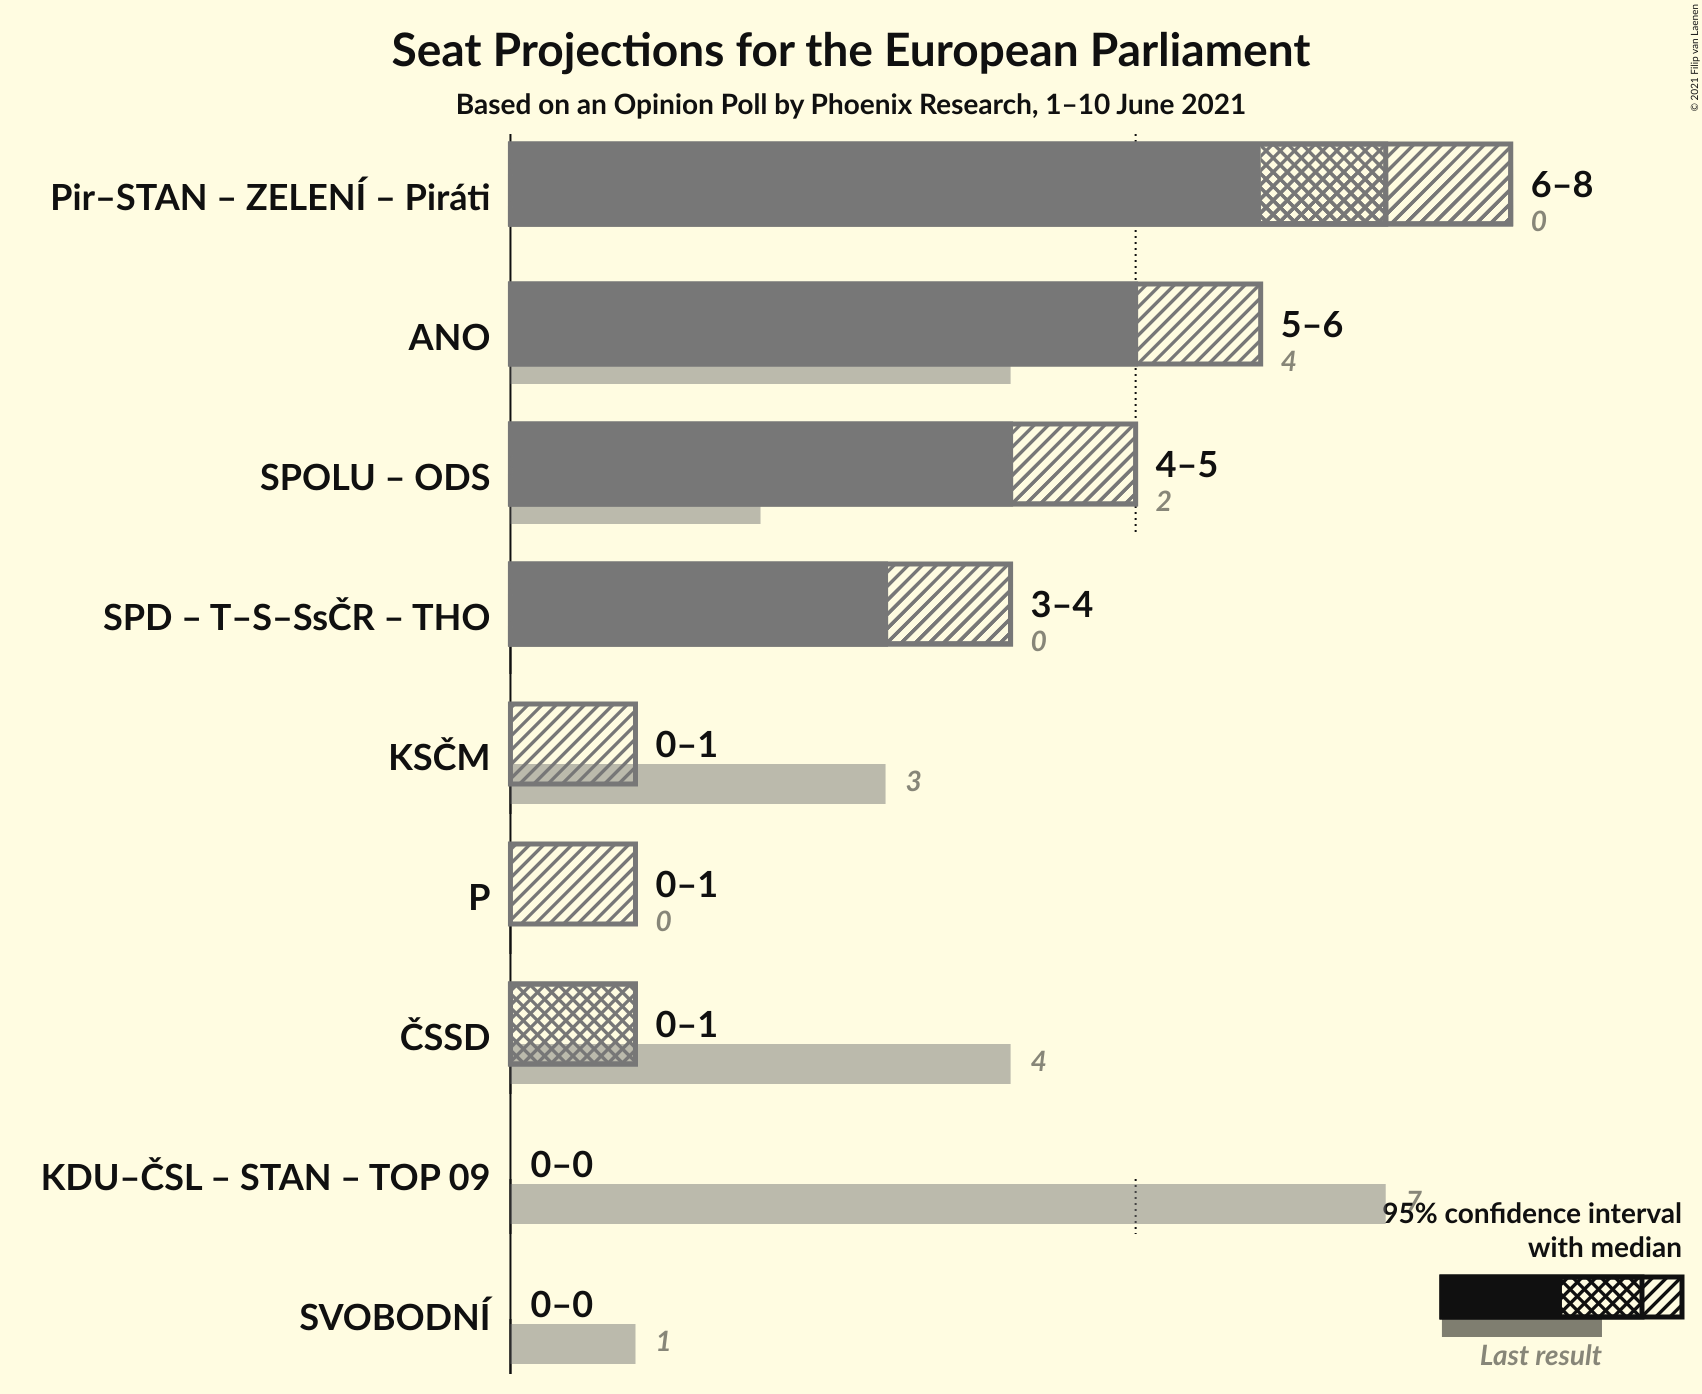 Seat Projections for the European Parliament
Based on an Opinion Poll by Phoenix Research, 1–10 June 2021
© 2021 Filip van Laenen
Pir–STAN – ZELENÍ – Piráti
6–8
0
ANO
5–6
4
SPOLU – ODS
4–5
2
SPD – T–S–SsČR – THO
3–4
0
KSČM
0–1
3
P
0–1
0
ČSSD
0–1
4
KDU–ČSL – STAN – TOP 09
0–0
7
SVOBODNÍ
0–0
1
95% confidence interval
with median
Last result